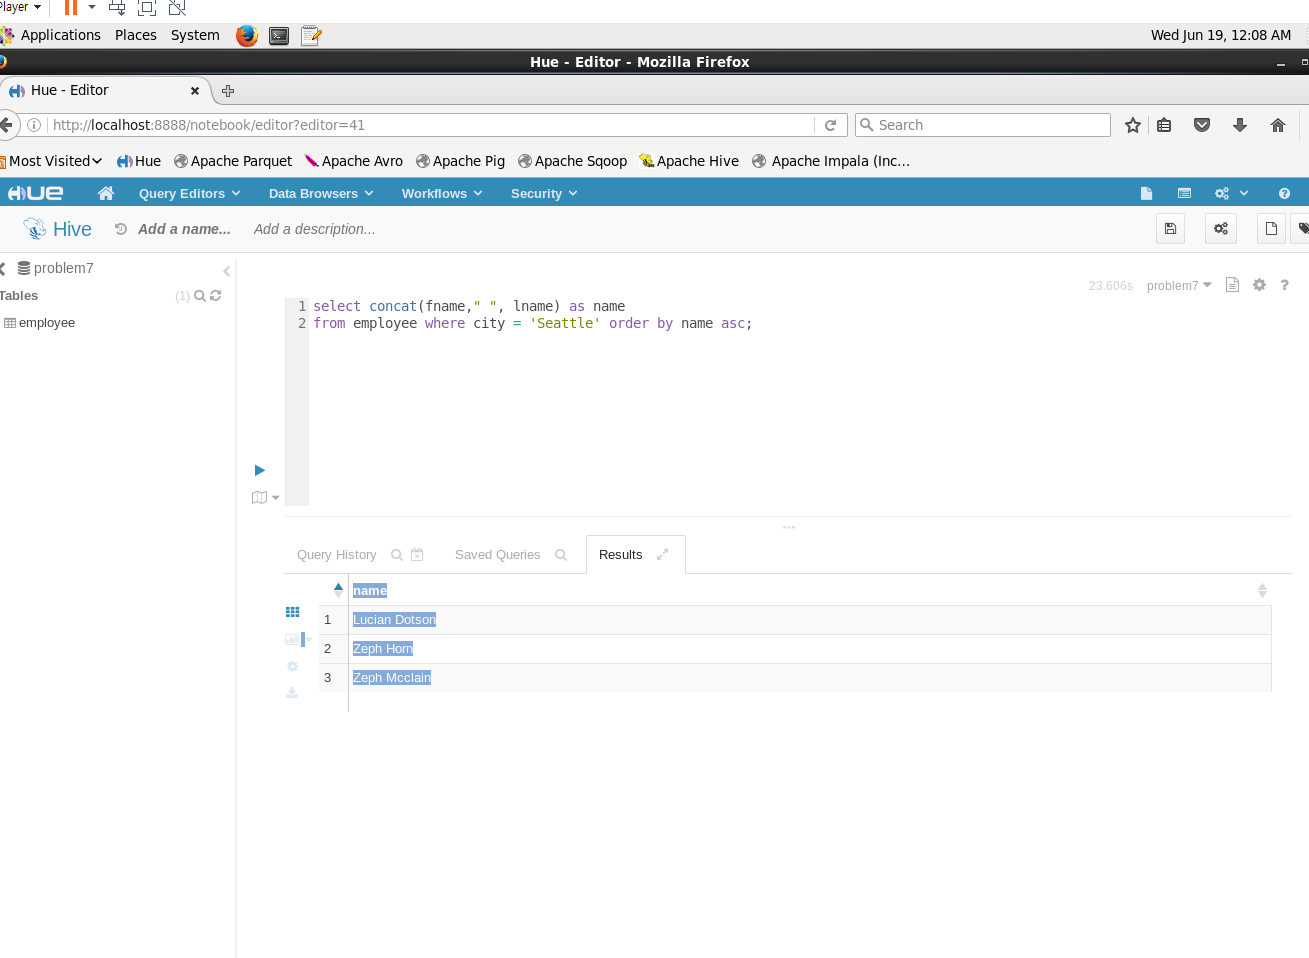 Player
Applications Places System
Wed Jun 19, 12:08 AM
Hue - Editor - Mozilla Firefox
Hue - Editor
http://localhost:8888/notebook/editor?editor=41
Search
Most Visited Hue Apache Parquet Apache Avro Apache Pig Apache Sqoop Apache Hive Apache Impala (Inc...
HUE Query Editors Data Browsers Workflows Security
Hive Add a name... Add a description...
problem7
Tables (1)
employee
23.606s problem7
1 select concat(fname," ", lname) as name
2 from employee where city = 'Seattle' order by name asc;
Query History Saved Queries Results
name
1 Lucian Dotson
2 Zeph Horn
3 Zeph Mcclain